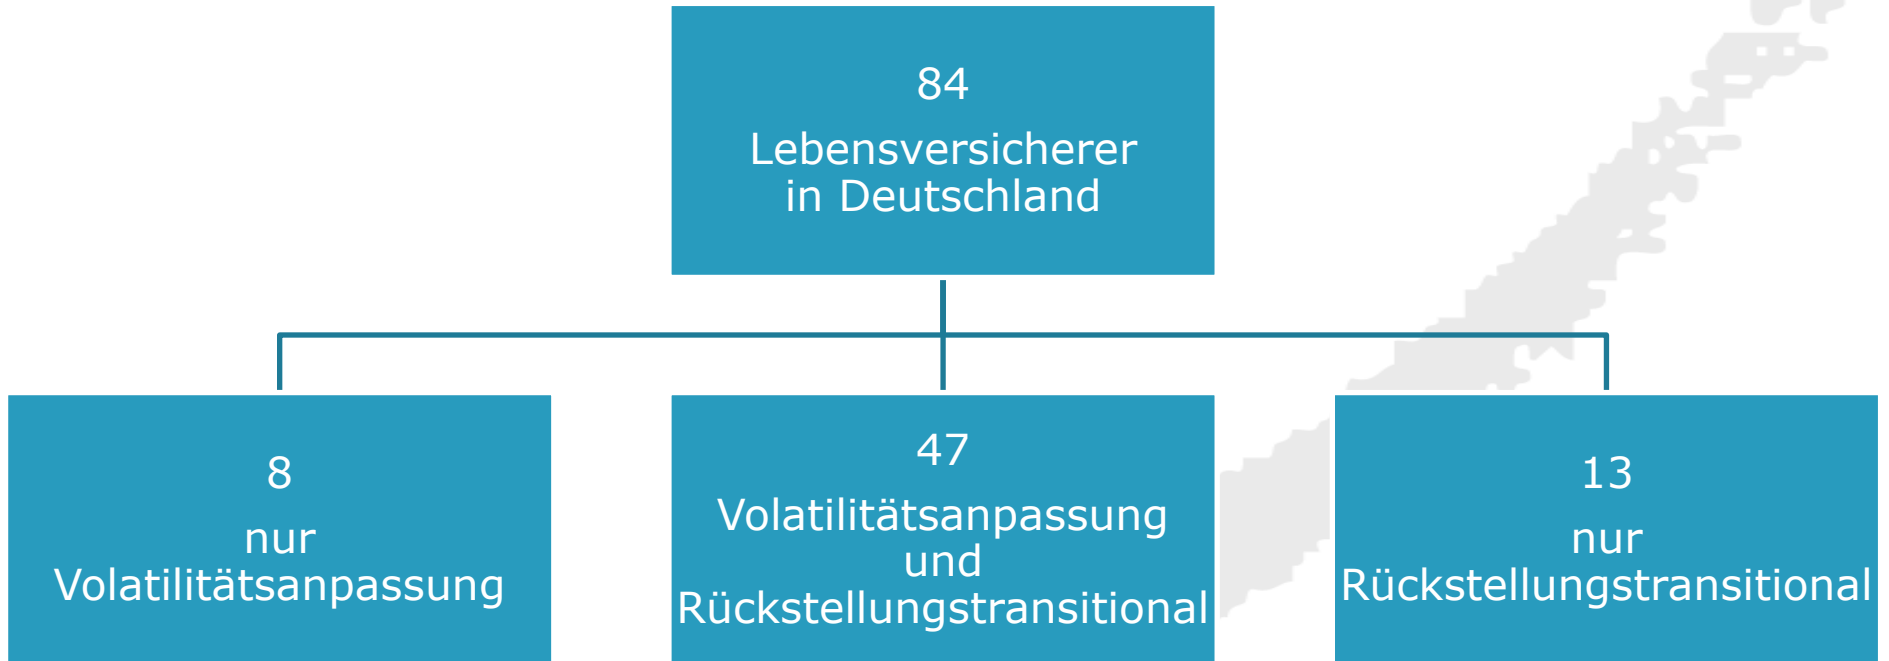 84
Lebensversicherer
in Deutschland
8
nur
Volatilitätsanpassung
47
Volatilitätsanpassung
und
Rückstellungstransitional
13
nur
Rückstellungstransitional